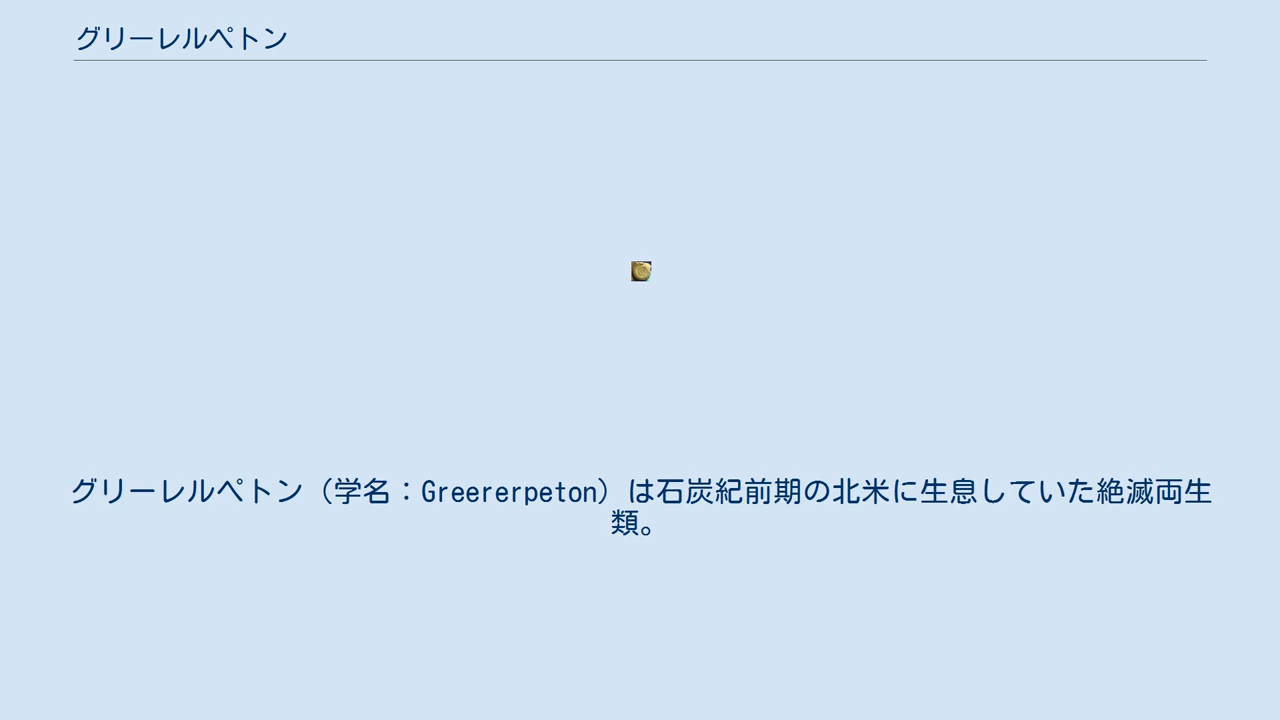 グリーレルペトン
グリーレルペトン（学名：Greererpeton）は石炭紀前期の北米に生息していた絶滅両生
類。